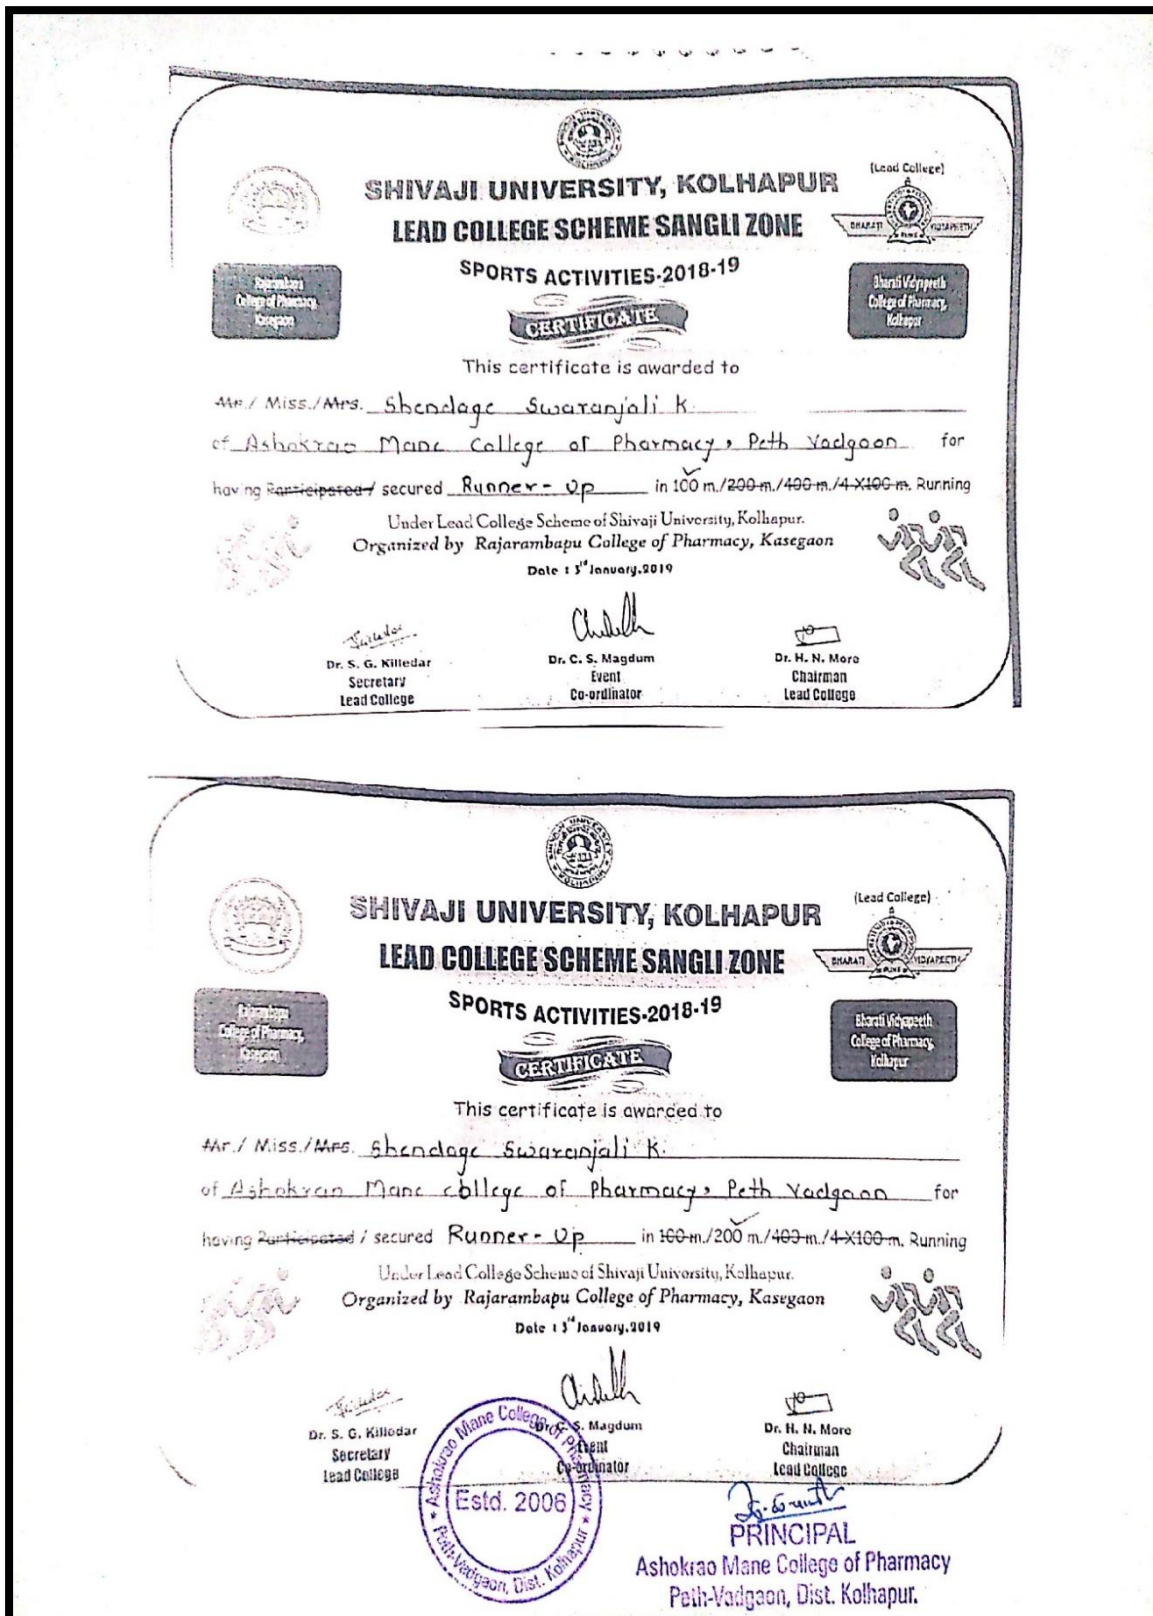 SHIVAJI UNIVERSITY, KOLHAPUR
(Lead College)
LEAD COLLEGE SCHEME SANGLI ZONE
BHARATI VIDYAPEETH
PUNE
SPORTS ACTIVITIES-2018-19
Rajarambapu
College of Pharmacy,
Kasegaon
Bharati Vidyapeeth
College of Pharmacy,
Kolhapur
CERTIFICATE
This certificate is awarded to
Mr./ Miss./Mrs. Shendage Swaranjali K.
of Ashokrao Mane College of Pharmacy, Peth Vadgaon for
having Participated / secured Runner-Up in 100 m./200 m./400 m./4 X100 m. Running
Under Lead College Scheme of Shivaji University, Kolhapur.
Organized by Rajarambapu College of Pharmacy, Kasegaon
Date : 3rd January,2019
Dr. S. G. Killedar
Secretary
Lead College
Dr. C. S. Magdum
Event
Co-ordinator
Dr. H. N. More
Chairman
Lead College
SHIVAJI UNIVERSITY
SHIVAJI UNIVERSITY, KOLHAPUR
(Lead College)
LEAD COLLEGE SCHEME SANGLI ZONE
BHARATI VIDYAPEETH
PUNE
SPORTS ACTIVITIES-2018-19
Rajarambapu
College of Pharmacy,
Kasegaon
Bharati Vidyapeeth
College of Pharmacy,
Kolhapur
CERTIFICATE
This certificate is awarded to
Mr./ Miss./Mrs. Shendage Swaranjali K.
of Ashokrao Mane college of Pharmacy, Peth Vadgaon for
having Participated / secured Runner-Up in 100 m./200 m./400 m./4 X100 m. Running
Under Lead College Scheme of Shivaji University, Kolhapur.
Organized by Rajarambapu College of Pharmacy, Kasegaon
Date : 3rd January,2019
Dr. S. G. Killedar
Secretary
Lead College
Dr. C. S. Magdum
Event
Co-ordinator
Dr. H. N. More
Chairman
Lead College
Ashokrao Mane College of Pharmacy
Estd. 2006
Peth-Vadgaon, Dist. Kolhapur
PRINCIPAL
Ashokrao Mane College of Pharmacy
Peth-Vadgaon, Dist. Kolhapur.